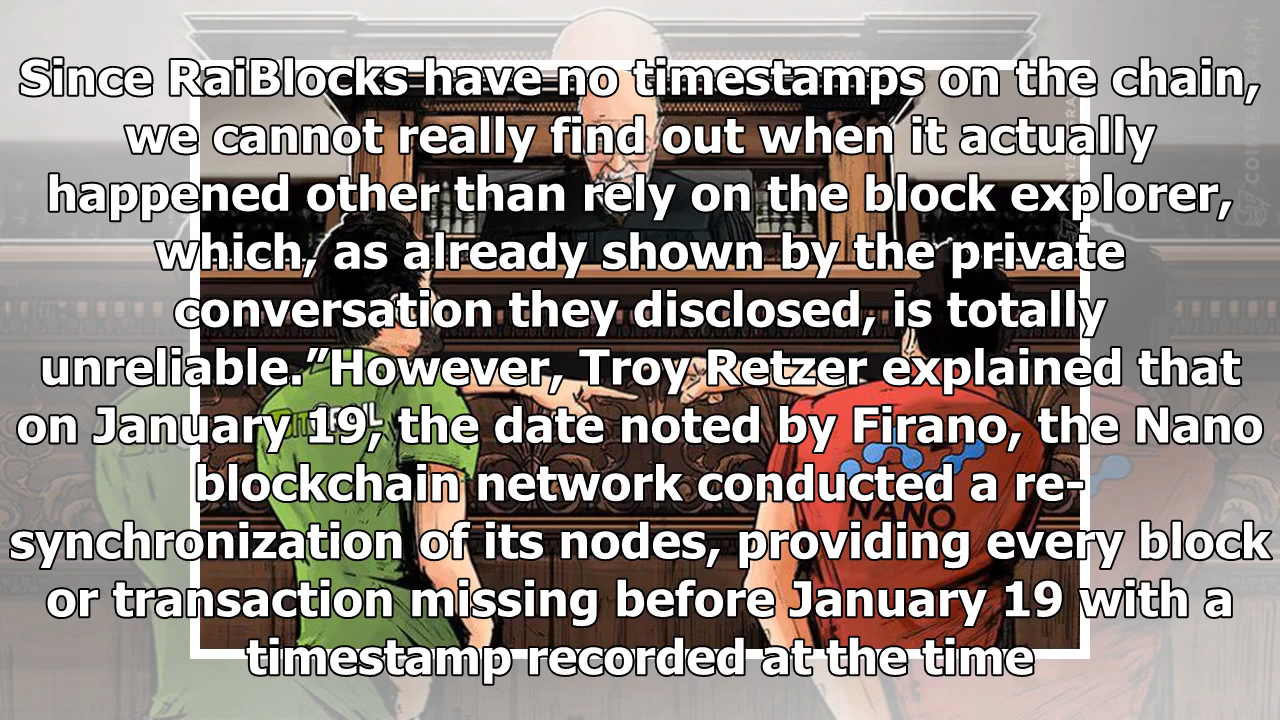 Since RaiBlocks have no timestamps on the chain,
we cannot really find out when it actually
happened other than rely on the block explorer,
which, as already shown by the private
conversation they disclosed, is totally
unreliable.”However, Troy Retzer explained that
on January 19, the date noted by Firano, the Nano
blockchain network conducted a re-
synchronization of its nodes, providing every block
or transaction missing before January 19 with a
timestamp recorded at the time
NANO
COINTELEGRAPH